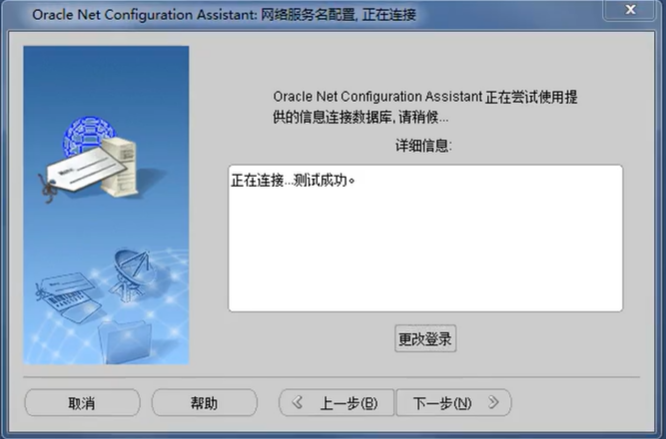 Oracle Net Configuration Assistant: 网络服务名配置, 正在连接
Oracle Net Configuration Assistant 正在尝试使用提
供的信息连接数据库, 请稍候...
详细信息:
正在连接...测试成功。
更改登录
取消
帮助
上一步(B)
下一步(N)